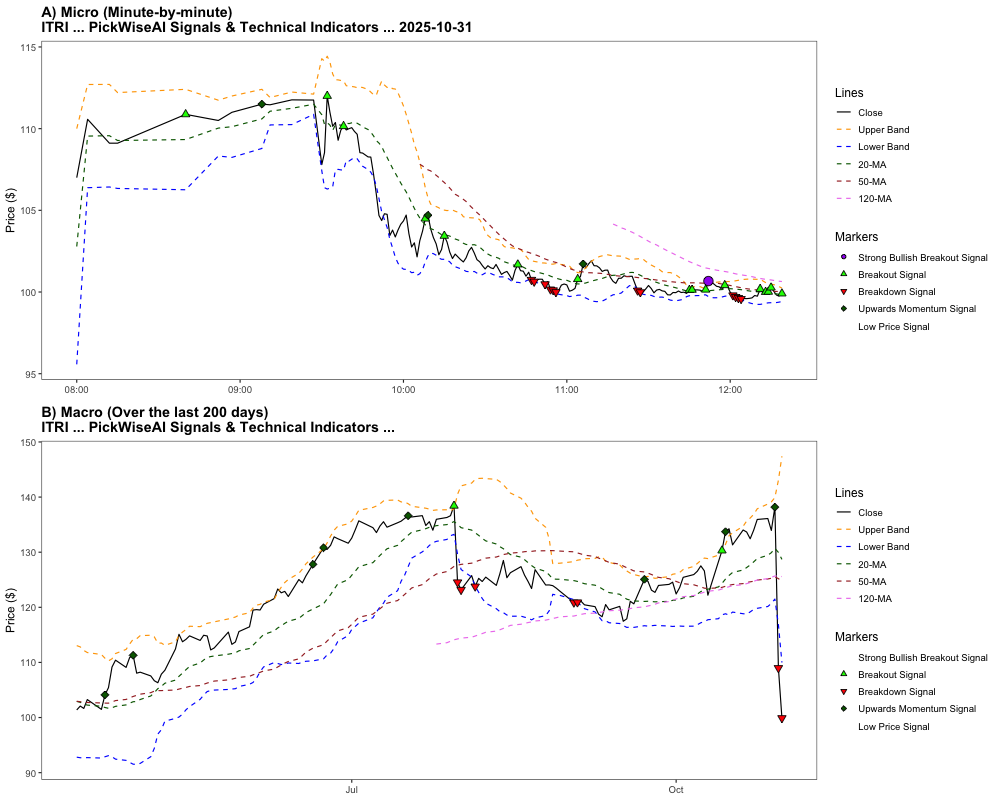 A) Micro (Minute-by-minute)
ITRI ... PickWiseAI Signals & Technical Indicators ... 2025-10-31
115
110
105
100
95
Price ($)
08:00
09:00
10:00
11:00
12:00
Lines
Close
Upper Band
Lower Band
20-MA
50-MA
120-MA
Markers
Strong Bullish Breakout Signal
Breakout Signal
Breakdown Signal
Upwards Momentum Signal
Low Price Signal
B) Macro (Over the last 200 days)
ITRI ... PickWiseAI Signals & Technical Indicators ...
150
140
130
120
110
100
90
Price ($)
Jul
Oct
Lines
Close
Upper Band
Lower Band
20-MA
50-MA
120-MA
Markers
Strong Bullish Breakout Signal
Breakout Signal
Breakdown Signal
Upwards Momentum Signal
Low Price Signal